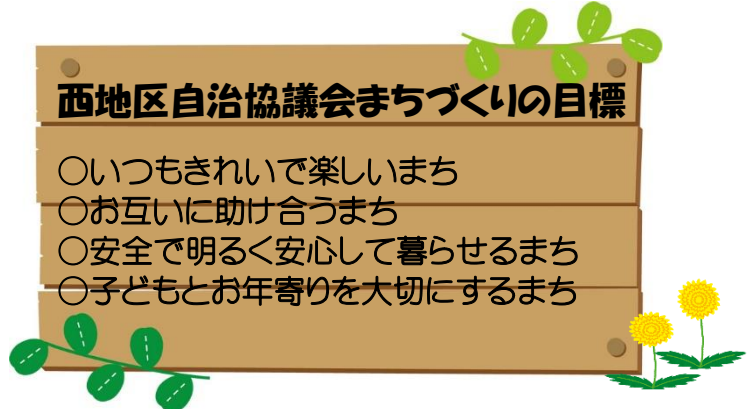 西地区自治協議会まちづくりの目標
○いつもきれいで楽しいまち
○お互いに助け合うまち
○安全で明るく安心して暮らせるまち
○子どもとお年寄りを大切にするまち